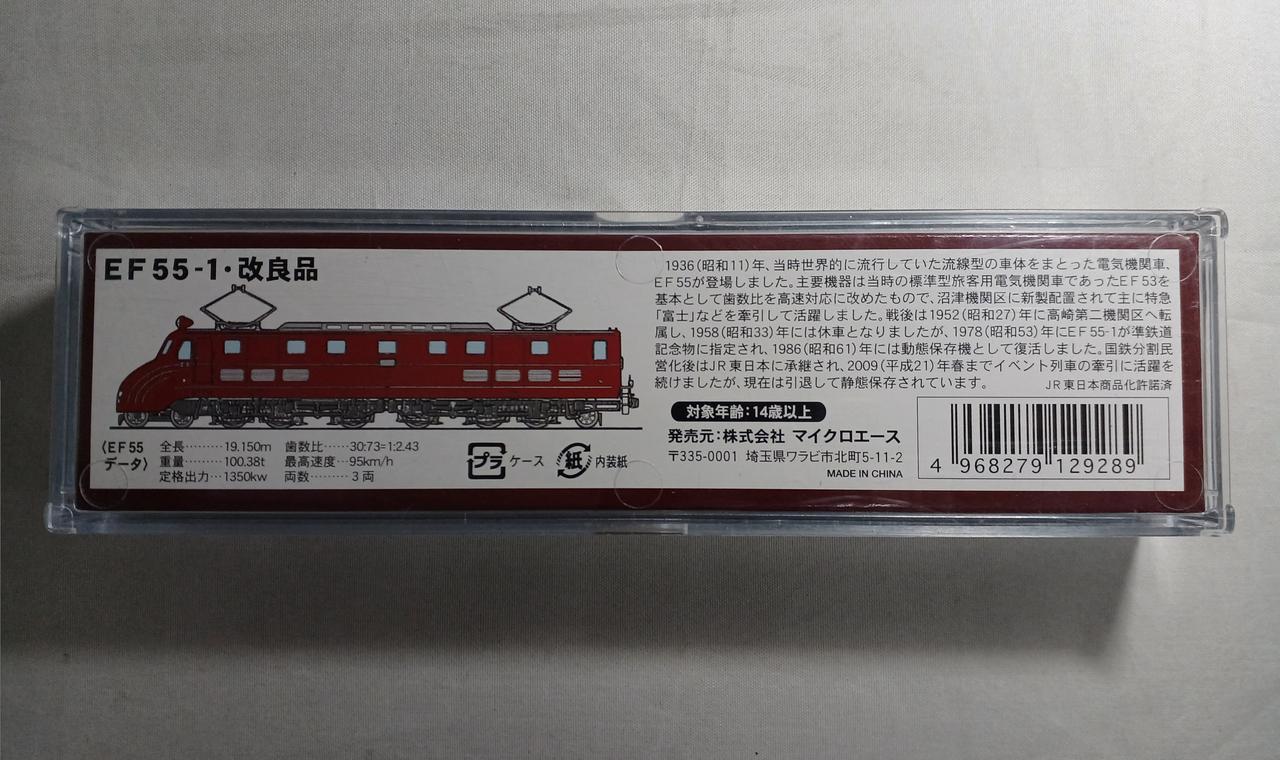 EF55-1・改良品
1936(昭和11)年、当時世界的に流行していた流線型の車体をまとった電気機関車、
EF55が登場しました。主要機器は当時の標準型旅客用電気機関車であったEF53を
基本として歯数比を高速対応に改めたもので、沼津機関区に新製配置されて主に特急
「富士」などを牽引して活躍しました。戦後は1952(昭和27)年に高崎第二機関区へ転
属し、1958(昭和33)年には休車となりましたが、1978(昭和53)年にEF55-1が準鉄道
記念物に指定され、1986(昭和61)年には動態保存機として復活しました。国鉄分割民
営化後はJR東日本に承継され、2009(平成21)年春までイベント列車の牽引に活躍を
続けましたが、現在は引退して静態保存されています。 JR東日本商品化許諾済
〈EF55
データ〉
全長………19.150m 歯数比……30:73=1:2.43
重量………100.38t 最高速度…95km/h
定格出力…1350kw 両数………3両
プラ ケース 紙 内装紙
対象年齢:14歳以上
発売元:株式会社 マイクロエース
〒335-0001 埼玉県ワラビ市北町5-11-2
MADE IN CHINA
4 968279 129289